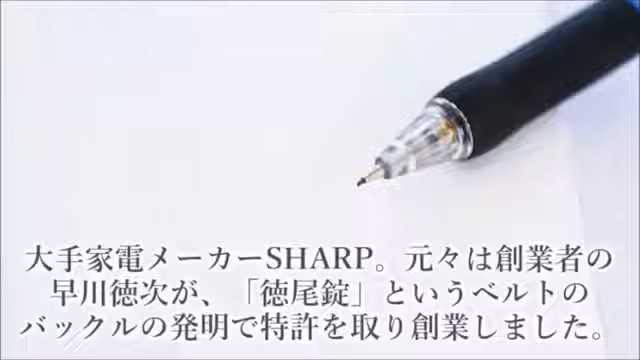 大手家電メーカーSHARP。元々は創業者の
早川徳次が、「徳尾錠」というベルトの
バックルの発明で特許を取り創業しました。